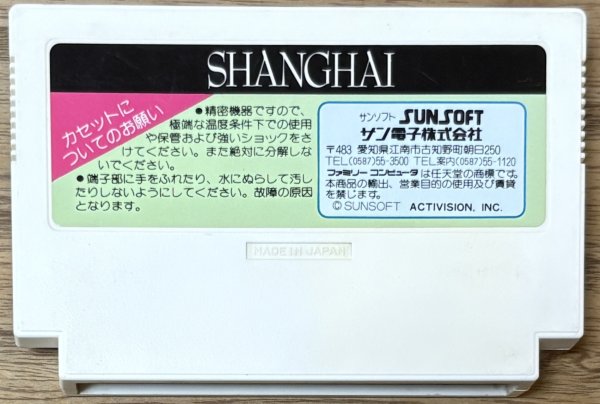 SHANGHAI
カセットに
ついてのお願い
●精密機器ですので、
極端な温度条件下での使用
や保管および強いショックをさ
けてください。また絶対に分解しな
いでください。
●端子部に手をふれたり、水にぬらして汚し
たりしないようにしてください。故障の原因
となります。
サンソフト SUNSOFT
サン電子株式会社
〒483 愛知県江南市古知野町朝日250
TEL(0587)55-3500 TEL案内(0587)55-1120
ファミリー コンピュータ は任天堂の商標です。
本商品の輸出、営業目的の使用及び賃貸
を禁じます。
© SUNSOFT ACTIVISION, INC.
MADE IN JAPAN